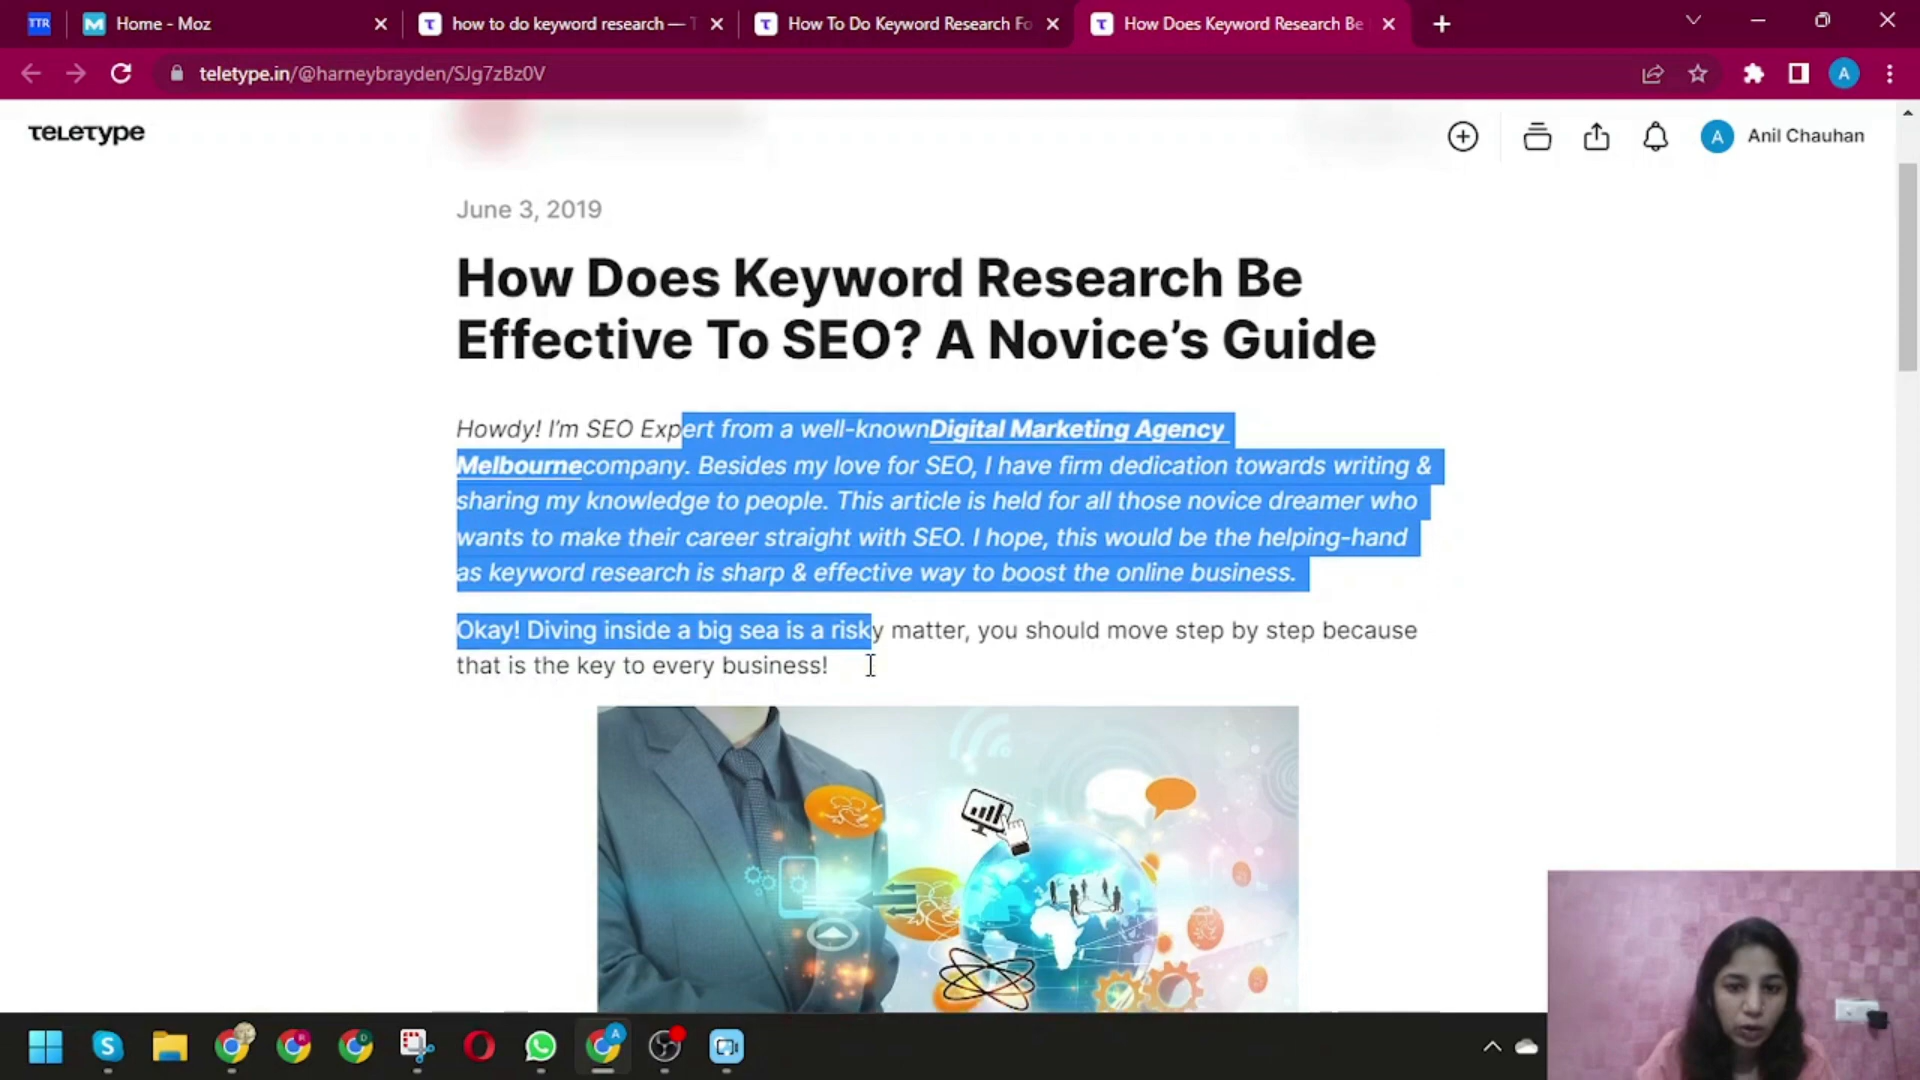 TTR
Home - Moz
how to do keyword research — T
How To Do Keyword Research Fo
How Does Keyword Research Be
teletype.in/@harneybrayden/SJg7zBz0V
A
TELETYPE
A
Anil Chauhan
June 3, 2019
How Does Keyword Research Be
Effective To SEO? A Novice’s Guide
Howdy! I’m SEO Expert from a well-knownDigital Marketing Agency
Melbournecompany. Besides my love for SEO, I have firm dedication towards writing &
sharing my knowledge to people. This article is held for all those novice dreamer who
wants to make their career straight with SEO. I hope, this would be the helping-hand
as keyword research is sharp & effective way to boost the online business.
Okay! Diving inside a big sea is a risky matter, you should move step by step because
that is the key to every business!